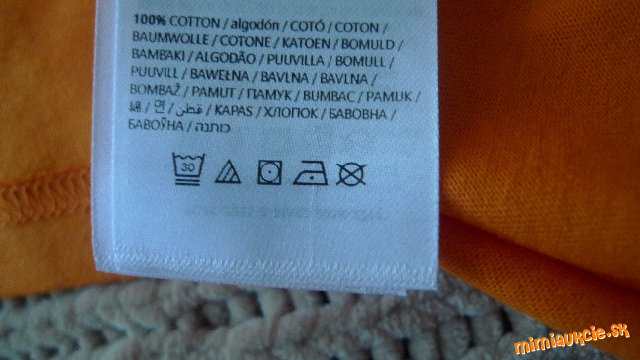 100% COTTON / algodón / COTÓ / COTON /
BAUMWOLLE / COTONE / KATOEN / BOMULD /
BAMBAKI / ALGODÃO / PUUVILLA / BOMULL /
PUUVILL / BAWEŁNA / BAVLNA / BAVLNA /
BOMBAŽ / PAMUT / ПАМУК / BUMBAC / PAMUK /
綿 / 면 / قطن / KAPAS / ХЛОПОК / БАВОВНА /
БАВОЎНА / כותנה /
30
mimiaukcie.sk